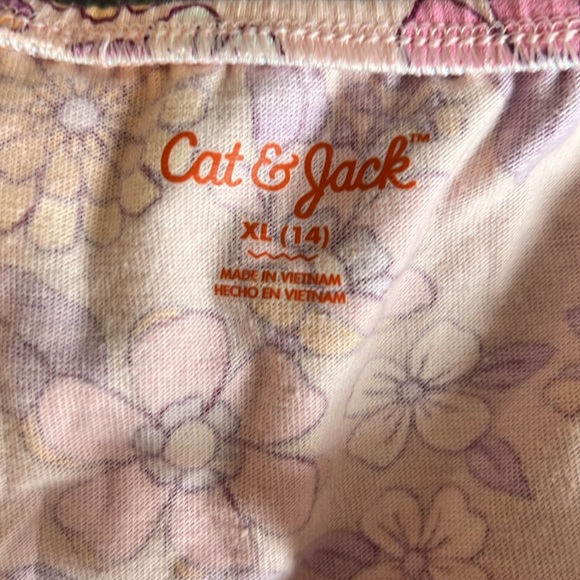 Cat & Jack™
XL (14)
MADE IN VIETNAM
HECHO EN VIETNAM